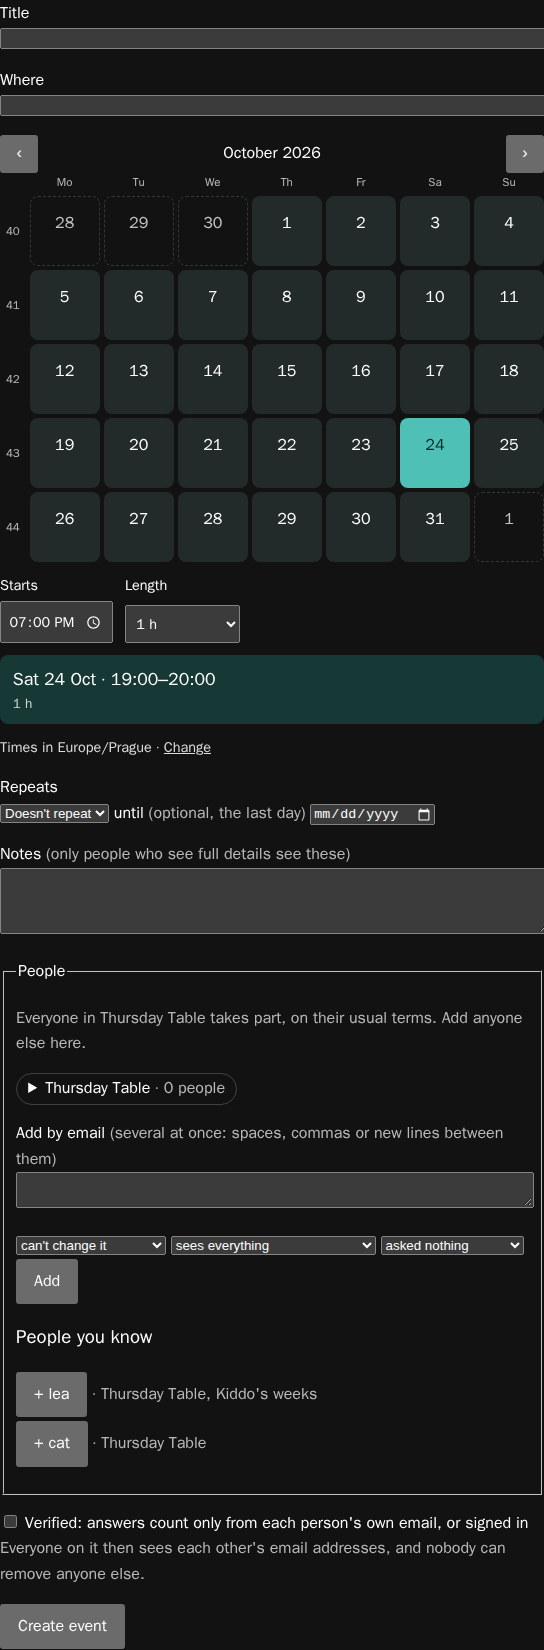 Title
Where
‹ October 2026 ›
Mo Tu We Th Fr Sa Su
40 28 29 30 1 2 3 4
41 5 6 7 8 9 10 11
42 12 13 14 15 16 17 18
43 19 20 21 22 23 24 25
44 26 27 28 29 30 31 1
Starts Length
07:00 PM 1 h
Sat 24 Oct · 19:00–20:00
1 h
Times in Europe/Prague · Change
Repeats
Doesn't repeat until (optional, the last day) mm/dd/yyyy
Notes (only people who see full details see these)
People
Everyone in Thursday Table takes part, on their usual terms. Add anyone
else here.
▶ Thursday Table · 0 people
Add by email (several at once: spaces, commas or new lines between
them)
can't change it sees everything asked nothing
Add
People you know
+ lea · Thursday Table, Kiddo's weeks
+ cat · Thursday Table
Verified: answers count only from each person's own email, or signed in
Everyone on it then sees each other's email addresses, and nobody can
remove anyone else.
Create event